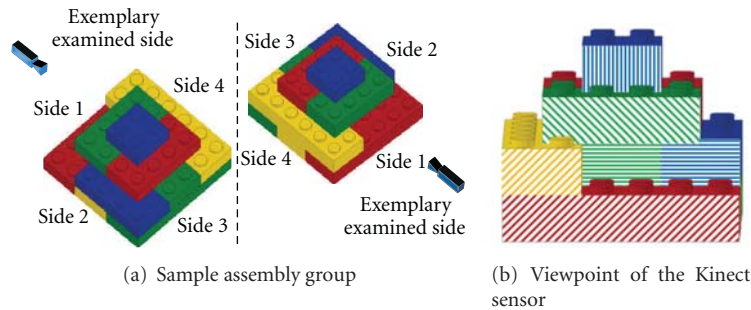 Exemplary
examined side
Side 1
Side 4
Side 2
Side 3
Side 3
Side 2
Side 4
Side 1
Exemplary
examined side
(a) Sample assembly group
(b) Viewpoint of the Kinect
sensor